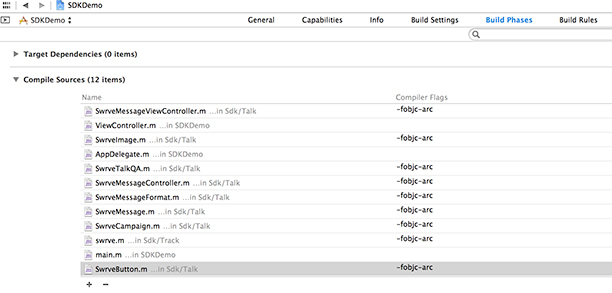 SDKDemo
SDKDemo General Capabilities Info Build Settings Build Phases Build Rules
Target Dependencies (0 items)
Compile Sources (12 items)
Name Compiler Flags
SwrveMessageViewController.m ...in Sdk/Talk -fobjc-arc
ViewController.m ...in SDKDemo
SwrveImage.m ...in Sdk/Talk -fobjc-arc
AppDelegate.m ...in SDKDemo
SwrveTalkQA.m ...in Sdk/Talk -fobjc-arc
SwrveMessageController.m ...in Sdk/Talk -fobjc-arc
SwrveMessageFormat.m ...in Sdk/Talk -fobjc-arc
SwrveMessage.m ...in Sdk/Talk -fobjc-arc
SwrveCampaign.m ...in Sdk/Talk -fobjc-arc
swrve.m ...in Sdk/Track -fobjc-arc
main.m ...in SDKDemo
SwrveButton.m ...in Sdk/Talk -fobjc-arc